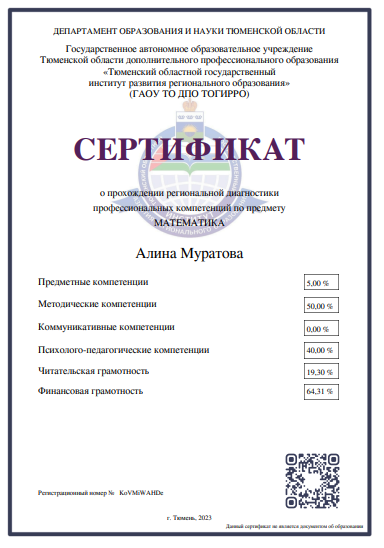 ДЕПАРТАМЕНТ ОБРАЗОВАНИЯ И НАУКИ ТЮМЕНСКОЙ ОБЛАСТИ
Государственное автономное образовательное учреждение
Тюменской области дополнительного профессионального образования
«Тюменский областной государственный
институт развития регионального образования»
(ГАОУ ТО ДПО ТОГИРРО)
СЕРТИФИКАТ
о прохождении региональной диагностики
профессиональных компетенций по предмету
МАТЕМАТИКА
Алина Муратова
Предметные компетенции 5,00 %
Методические компетенции 50,00 %
Коммуникативные компетенции 0,00 %
Психолого-педагогические компетенции 40,00 %
Читательская грамотность 19,30 %
Финансовая грамотность 64,31 %
Регистрационный номер № KoVMiWAHDe
г. Тюмень, 2023
Данный сертификат не является документом об образовании